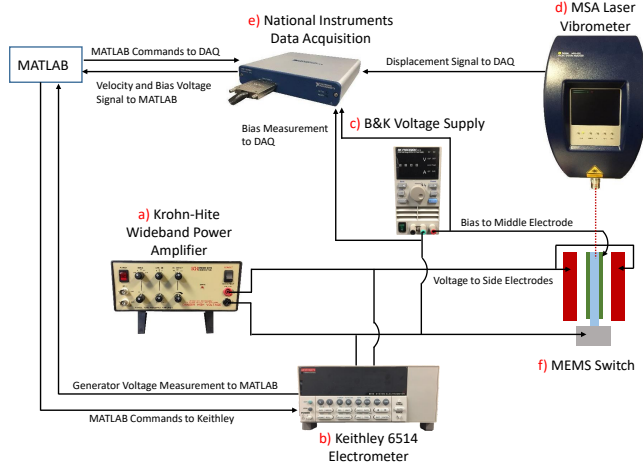 d) MSA Laser
Vibrometer
e) National Instruments
Data Acquisition
MATLAB Commands to DAQ
MATLAB
Displacement Signal to DAQ
Velocity and Bias Voltage
Signal to MATLAB
Bias Measurement
to DAQ
c) B&K Voltage Supply
a) Krohn-Hite
Wideband Power
Amplifier
Bias to Middle Electrode
Voltage to Side Electrodes
f) MEMS Switch
Generator Voltage Measurement to MATLAB
MATLAB Commands to Keithley
b) Keithley 6514
Electrometer